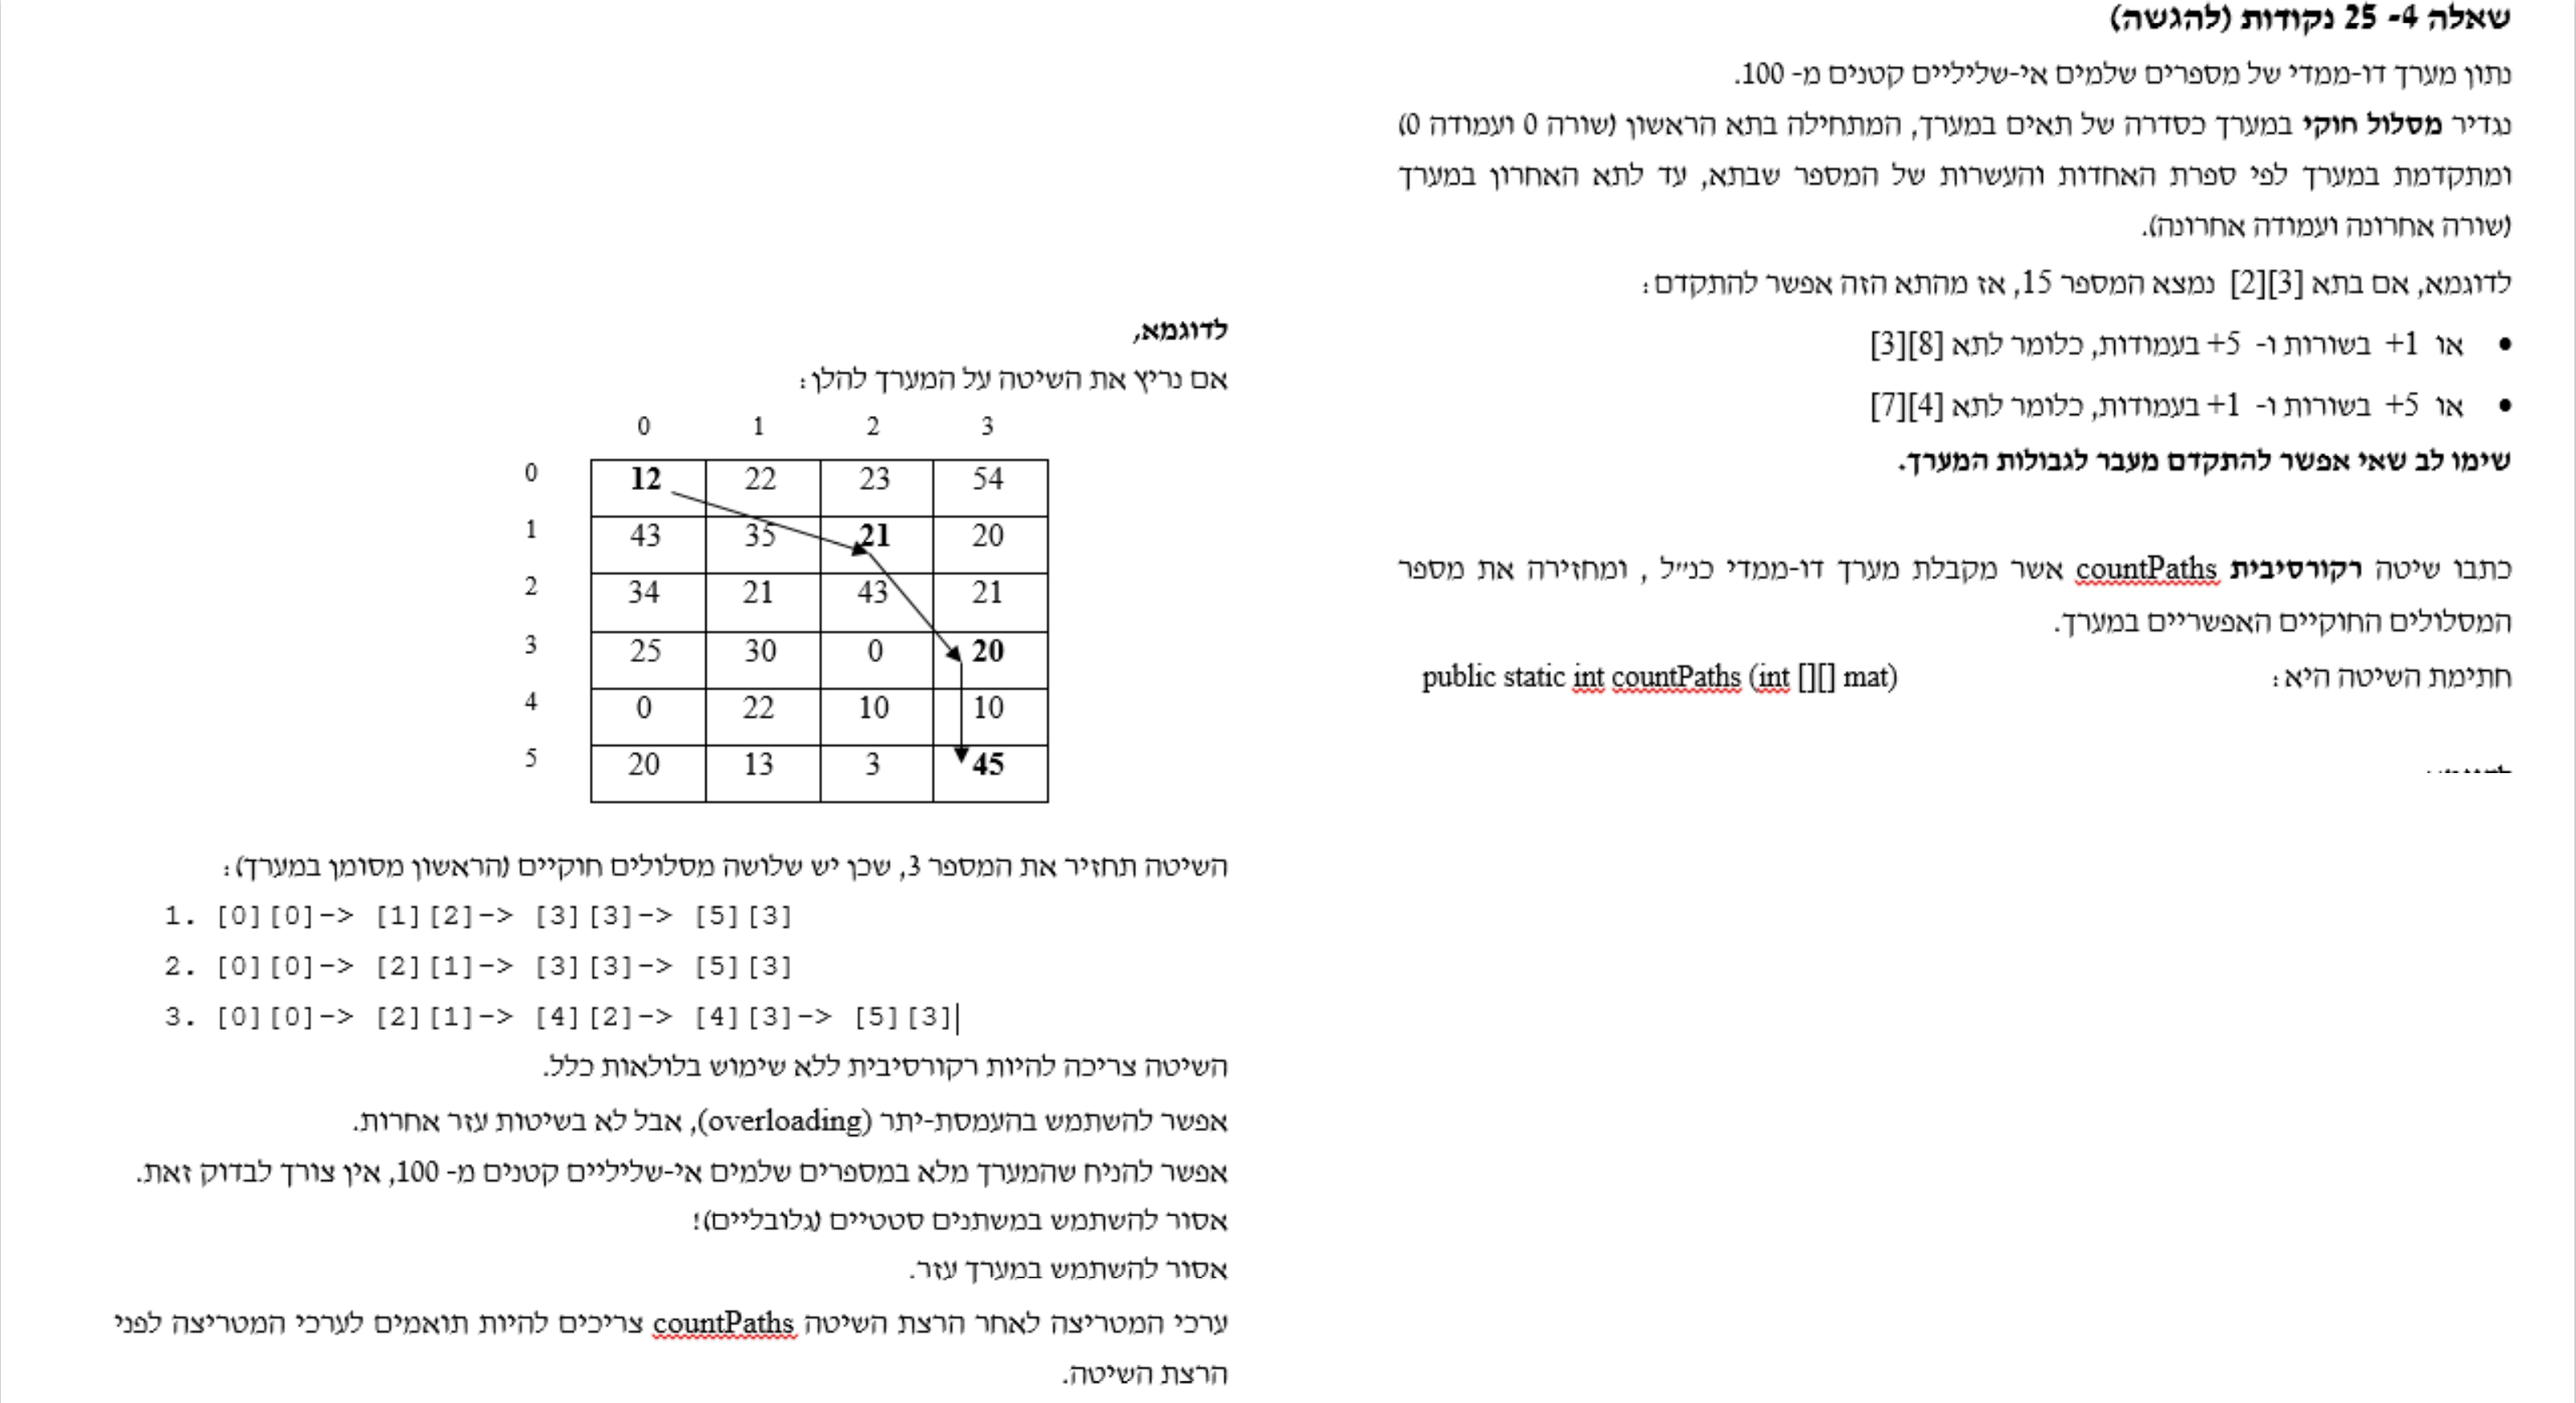 שאלה 4- 25 נקודות (להגשה)
נתון מערך דו-ממדי של מספרים שלמים אי-שליליים קטנים מ- 100.
נגדיר מסלול חוקי במערך כסדרה של תאים במערך, המתחילה בתא הראשון (שורה 0 ועמודה 0)
ומתקדמת במערך לפי ספרת האחדות והעשרות של המספר שבתא, עד לתא האחרון במערך
(שורה אחרונה ועמודה אחרונה).
לדוגמא, אם בתא [3][2] נמצא המספר 15, אז מהתא הזה אפשר להתקדם:
• או 1+ בשורות ו- 5+ בעמודות, כלומר לתא [8][3]
• או 5+ בשורות ו- 1+ בעמודות, כלומר לתא [4][7]
שימו לב שאי אפשר להתקדם מעבר לגבולות המערך.
כתבו שיטה רקורסיבית countPaths אשר מקבלת מערך דו-ממדי כנ״ל , ומחזירה את מספר
המסלולים החוקיים האפשריים במערך.
חתימת השיטה היא: public static int countPaths (int [][] mat)
לדוגמא,
אם נריץ את השיטה על המערך להלן:
0 1 2 3
0 12 22 23 54
1 43 35 21 20
2 34 21 43 21
3 25 30 0 20
4 0 22 10 10
5 20 13 3 45
השיטה תחזיר את המספר 3, שכן יש שלושה מסלולים חוקיים (הראשון מסומן במערך):
1. [0][0]-> [1][2]-> [3][3]-> [5][3]
2. [0][0]-> [2][1]-> [3][3]-> [5][3]
3. [0][0]-> [2][1]-> [4][2]-> [4][3]-> [5][3]
השיטה צריכה להיות רקורסיבית ללא שימוש בלולאות כלל.
אפשר להשתמש בהעמסת-יתר (overloading), אבל לא בשיטות עזר אחרות.
אפשר להניח שהמערך מלא במספרים שלמים אי-שליליים קטנים מ- 100, אין צורך לבדוק זאת.
אסור להשתמש במשתנים סטטיים (גלובליים)!
אסור להשתמש במערך עזר.
ערכי המטריצה לאחר הרצת השיטה countPaths צריכים להיות תואמים לערכי המטריצה לפני
הרצת השיטה.